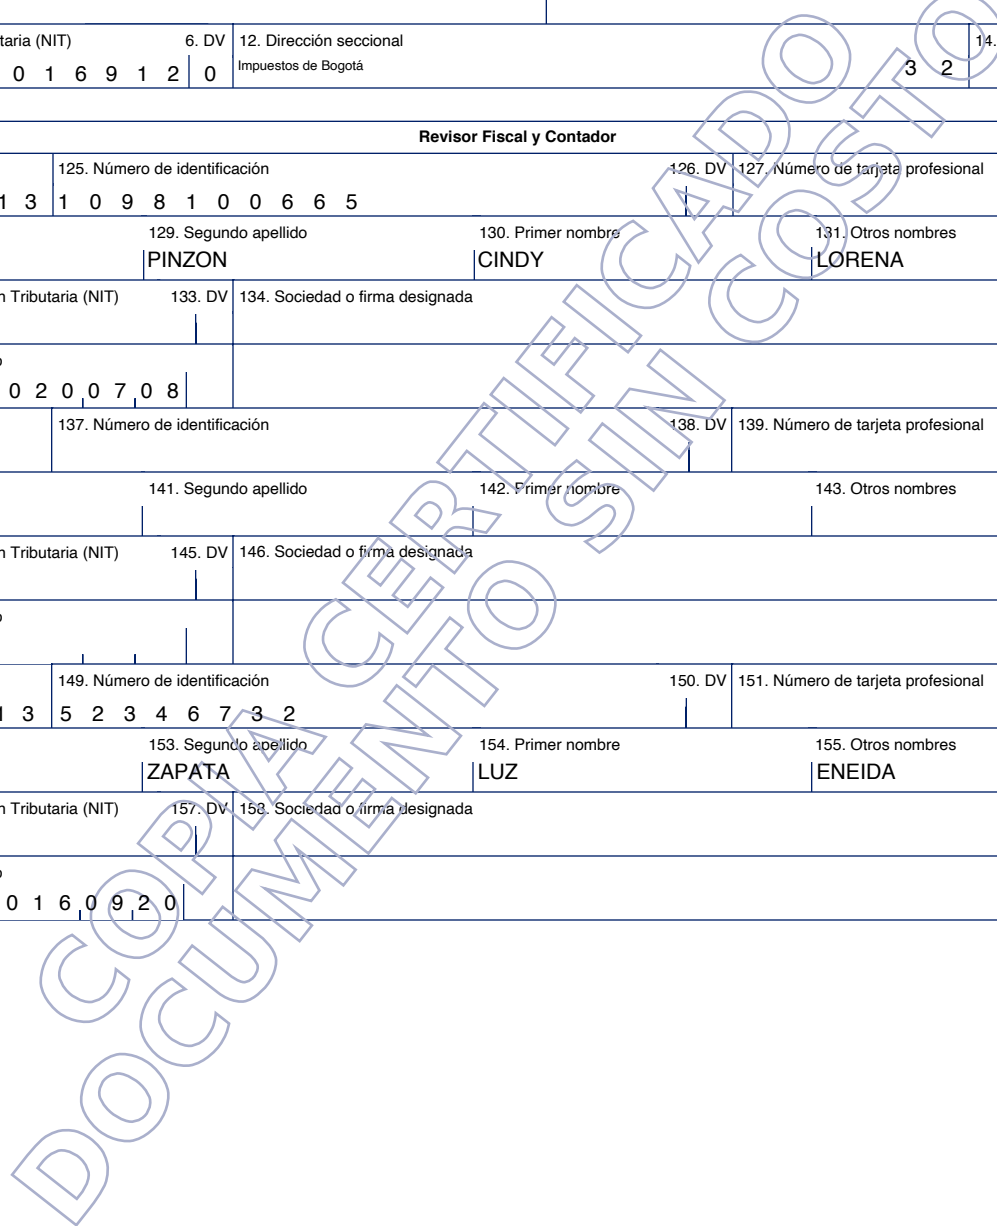 taria (NIT) 6. DV 12. Dirección seccional 14.
0 1 6 9 1 2 0 Impuestos de Bogotá 3 2
Revisor Fiscal y Contador
125. Número de identificación 126. DV 127. Número de tarjeta profesional
1 3 1 0 9 8 1 0 0 6 6 5
129. Segundo apellido 130. Primer nombre 131. Otros nombres
PINZON CINDY LORENA
n Tributaria (NIT) 133. DV 134. Sociedad o firma designada
o
0 2 0 0 7 0 8
137. Número de identificación 138. DV 139. Número de tarjeta profesional
141. Segundo apellido 142. Primer nombre 143. Otros nombres
n Tributaria (NIT) 145. DV 146. Sociedad o firma designada
o
149. Número de identificación 150. DV 151. Número de tarjeta profesional
1 3 5 2 3 4 6 7 3 2
153. Segundo apellido 154. Primer nombre 155. Otros nombres
ZAPATA LUZ ENEIDA
n Tributaria (NIT) 157. DV 158. Sociedad o firma designada
o
0 1 6 0 9 2 0
COPIA CERTIFICADO
DOCUMENTO SIN COSTO